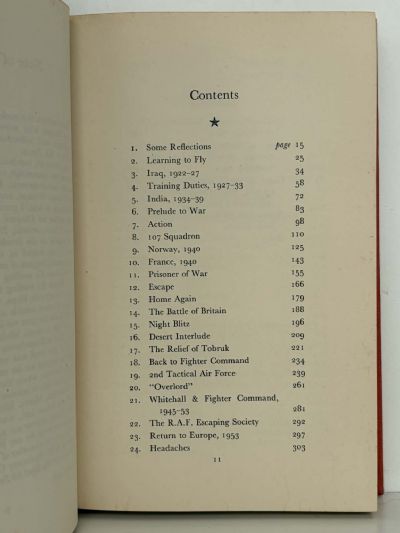 Contents
★
1. Some Reflections page 15
2. Learning to Fly 25
3. Iraq, 1922-27 34
4. Training Duties, 1927-33 58
5. India, 1934-39 72
6. Prelude to War 83
7. Action 98
8. 107 Squadron 110
9. Norway, 1940 125
10. France, 1940 143
11. Prisoner of War 155
12. Escape 166
13. Home Again 179
14. The Battle of Britain 188
15. Night Blitz 196
16. Desert Interlude 209
17. The Relief of Tobruk 221
18. Back to Fighter Command 234
19. 2nd Tactical Air Force 239
20. "Overlord" 261
21. Whitehall & Fighter Command,
1945-53 281
22. The R.A.F. Escaping Society 292
23. Return to Europe, 1953 297
24. Headaches 303
11